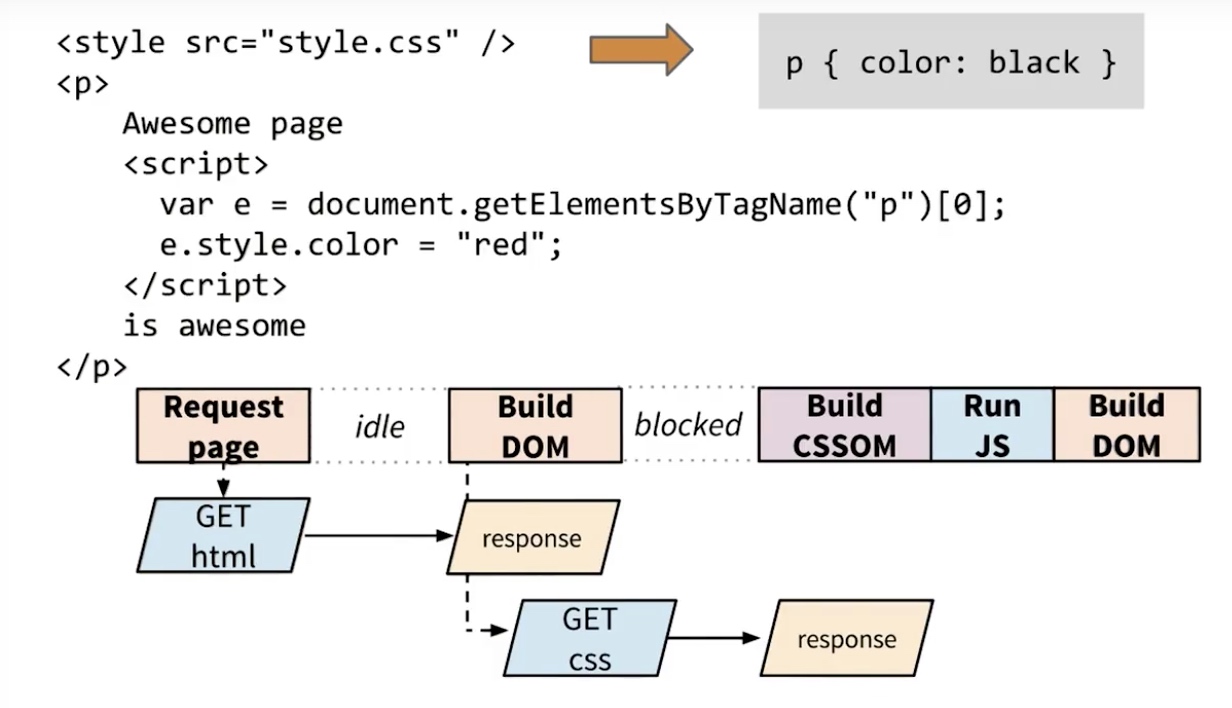 <style src="style.css" />
p { color: black }
<p>
Awesome page
<script>
var e = document.getElementsByTagName("p")[0];
e.style.color = "red";
</script>
is awesome
</p>
Request
page
idle
Build
DOM
blocked
Build
CSSOM
Run
JS
Build
DOM
GET
html
response
GET
css
response